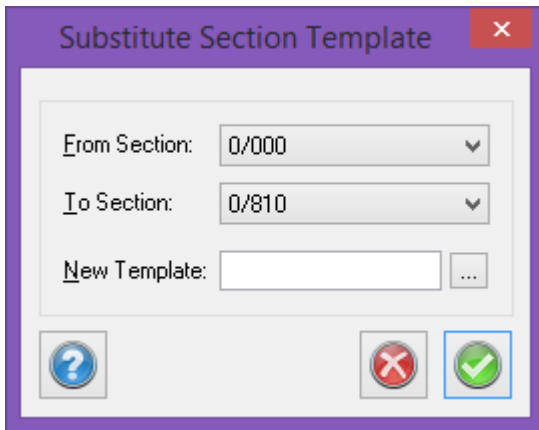 Substitute Section Template
From Section: 0/000
To Section: 0/810
New Template: ...